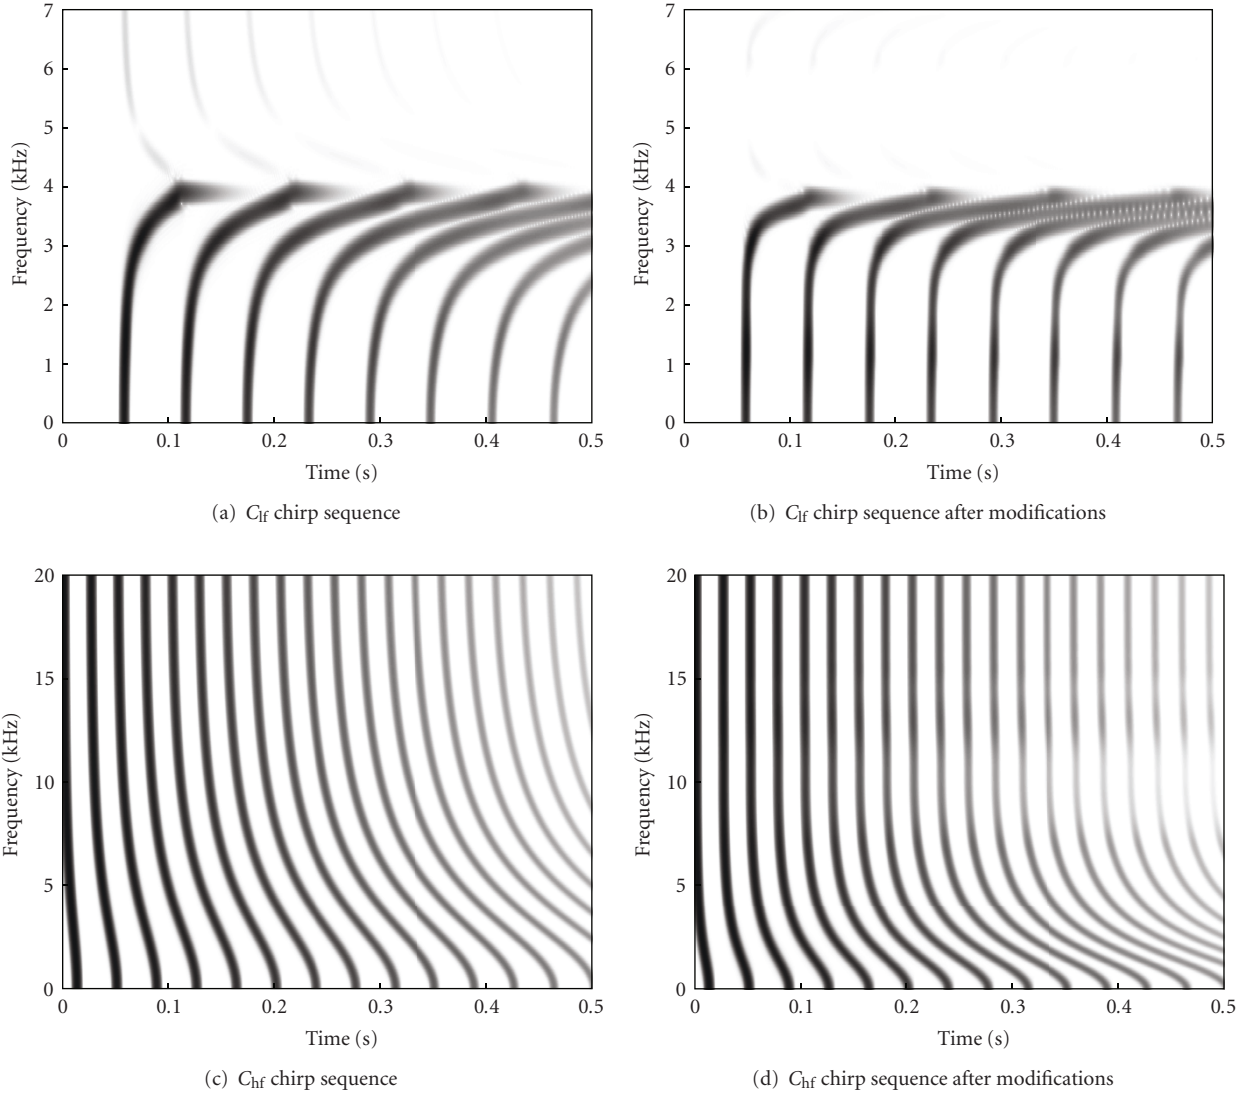 7
6
5
4
3
2
1
0
Frequency (kHz)
0 0.1 0.2 0.3 0.4 0.5
Time (s)
(a) Clf chirp sequence
7
6
5
4
3
2
1
0
Frequency (kHz)
0 0.1 0.2 0.3 0.4 0.5
Time (s)
(b) Clf chirp sequence after modifications
20
15
10
5
0
Frequency (kHz)
0 0.1 0.2 0.3 0.4 0.5
Time (s)
(c) Chf chirp sequence
20
15
10
5
0
Frequency (kHz)
0 0.1 0.2 0.3 0.4 0.5
Time (s)
(d) Chf chirp sequence after modifications